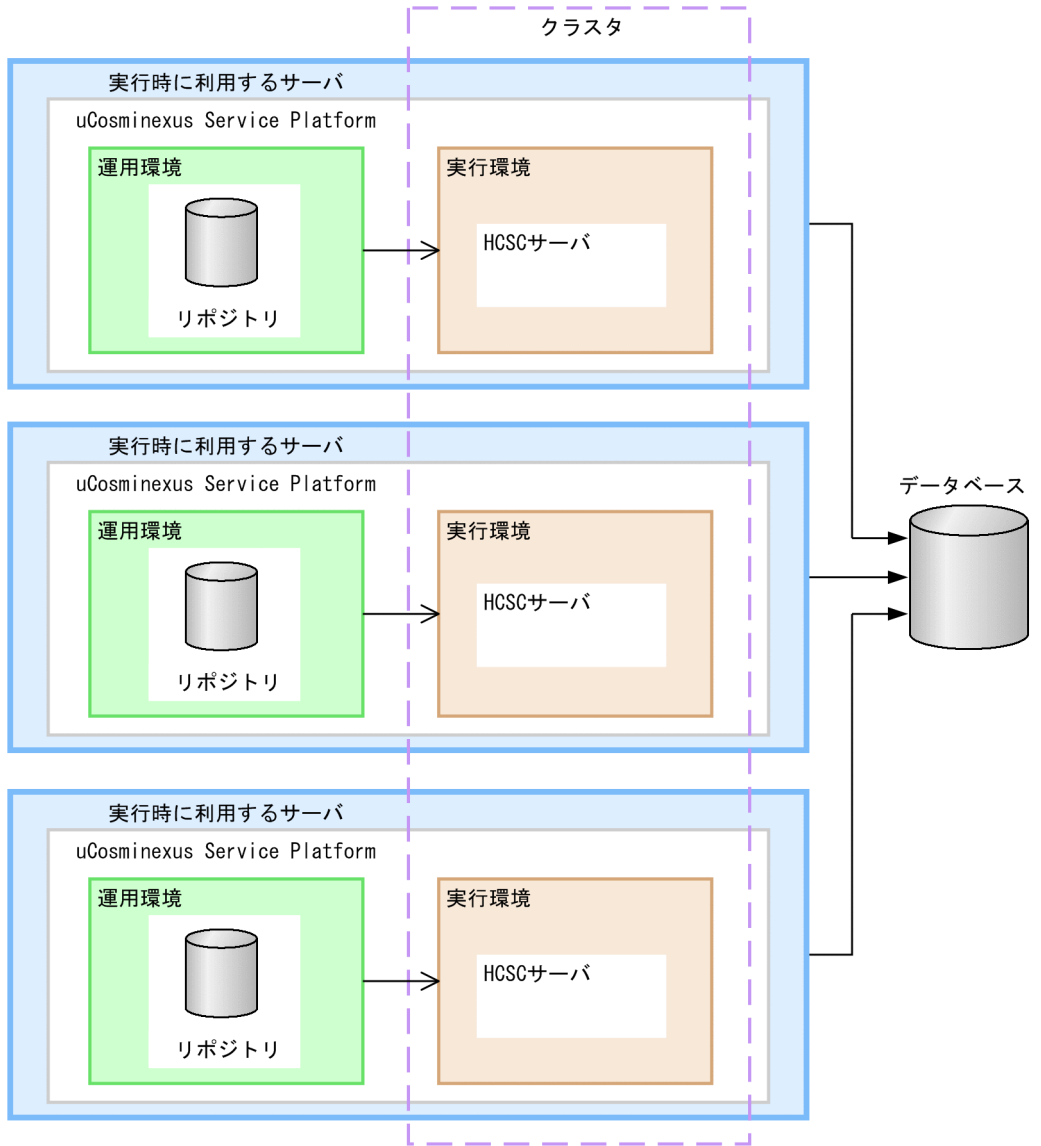 クラスタ
実行時に利用するサーバ
uCosminexus Service Platform
運用環境
リポジトリ
実行環境
HCSCサーバ
実行時に利用するサーバ
uCosminexus Service Platform
運用環境
リポジトリ
実行環境
HCSCサーバ
データベース
実行時に利用するサーバ
uCosminexus Service Platform
運用環境
リポジトリ
実行環境
HCSCサーバ